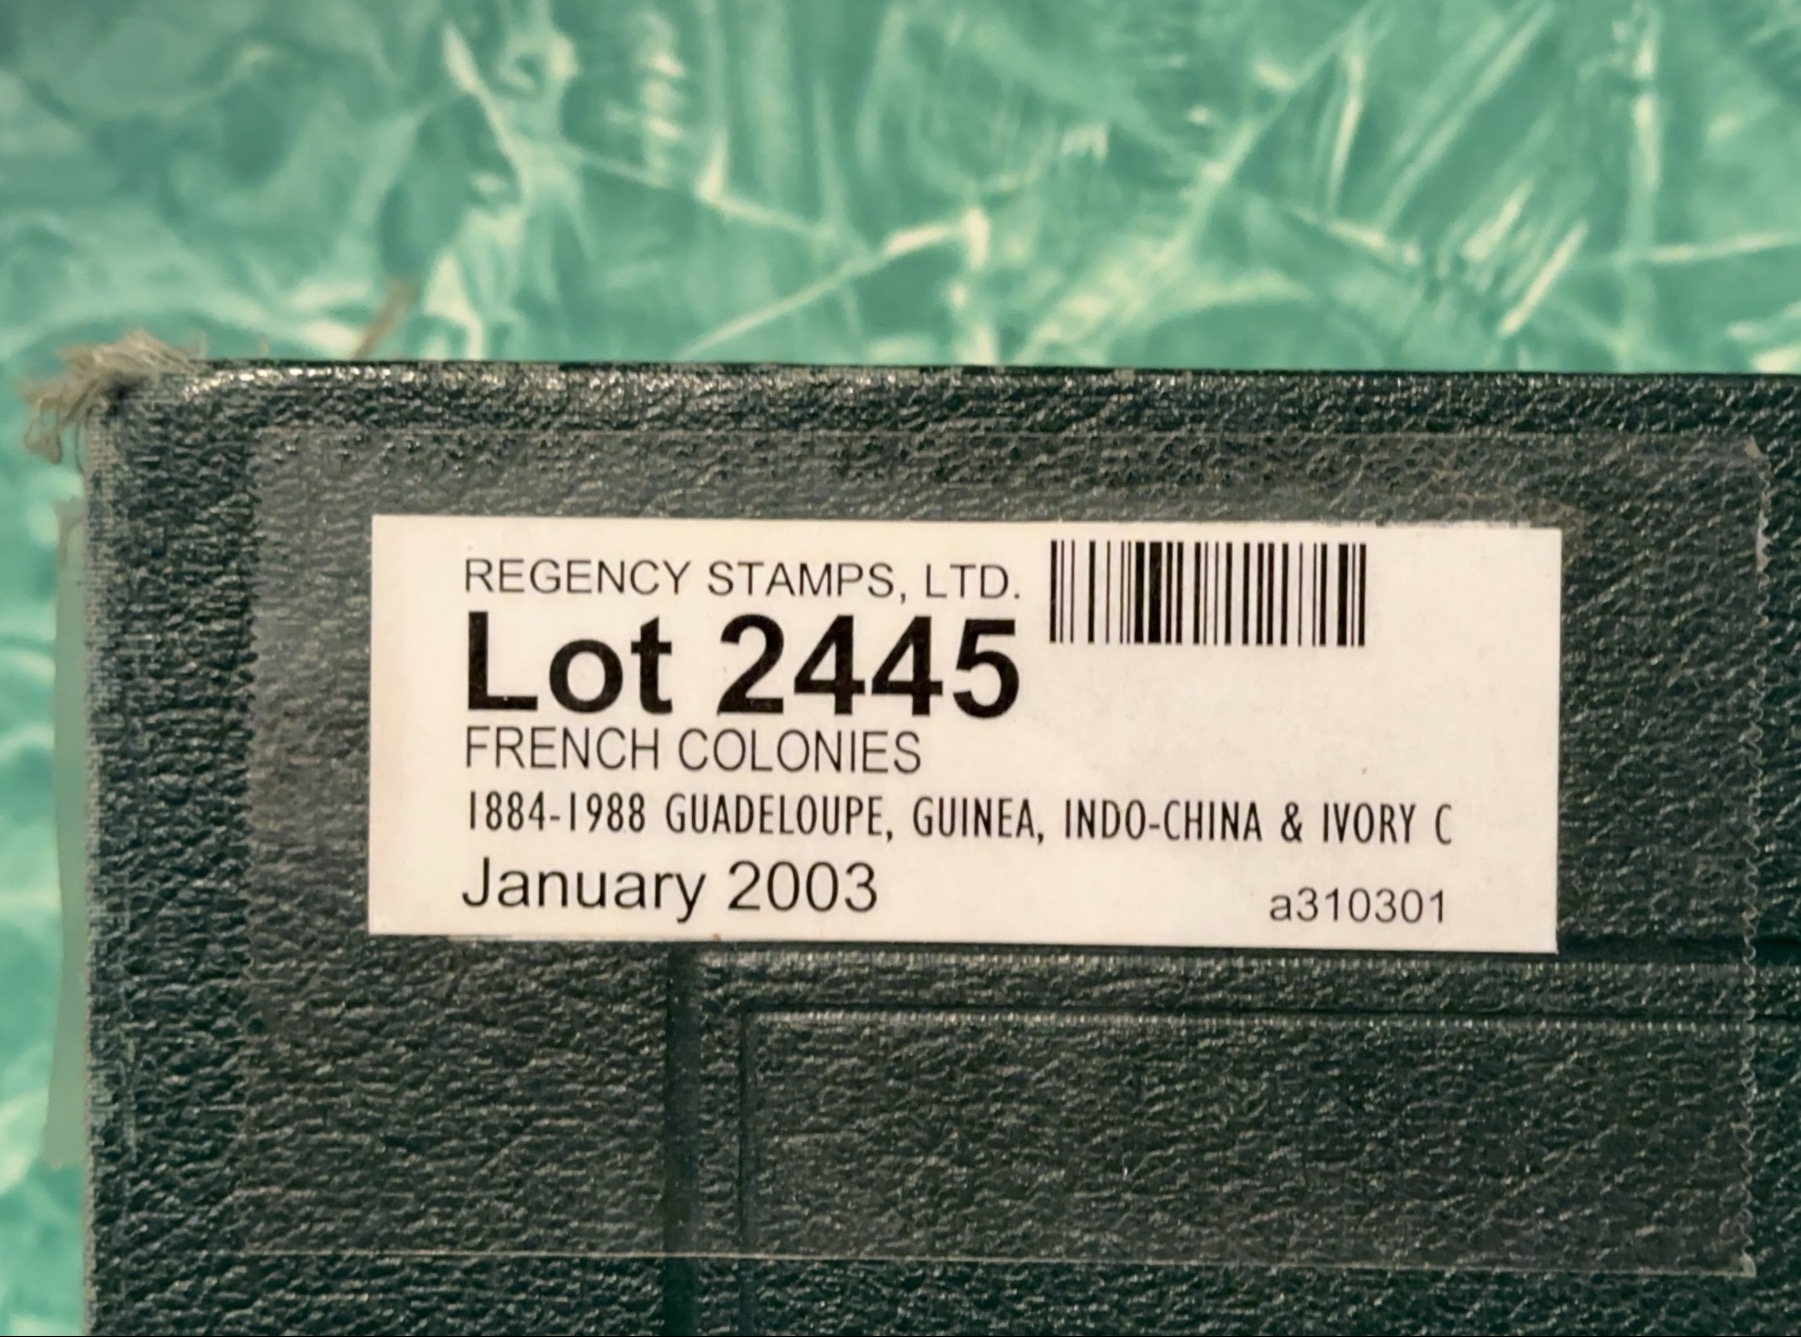 REGENCY STAMPS, LTD.
Lot 2445
FRENCH COLONIES
1884-1988 GUADELOUPE, GUINEA, INDO-CHINA & IVORY C
January 2003
a310301